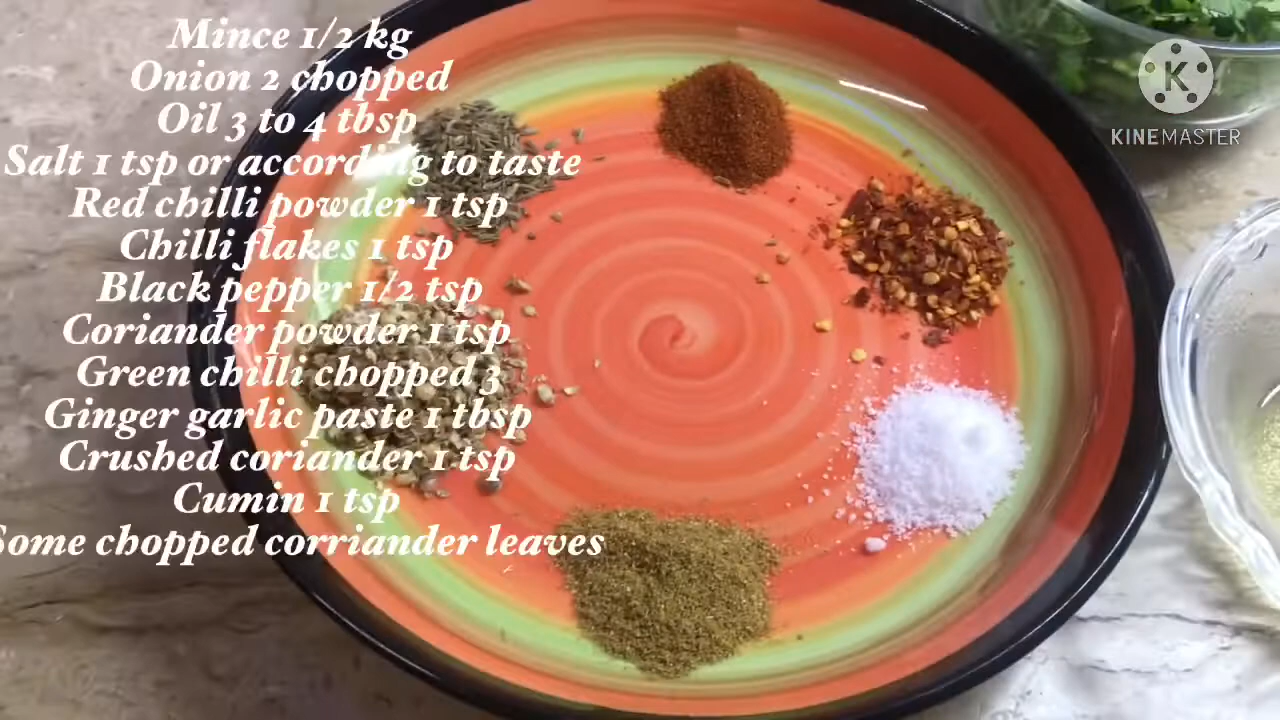 Mince 1/2 kg
Onion 2 chopped
Oil 3 to 4 tbsp
Salt 1 tsp or according to taste
Red chilli powder 1 tsp
Chilli flakes 1 tsp
Black pepper 1/2 tsp
Coriander powder 1 tsp
Green chilli chopped 3
Ginger garlic paste 1 tbsp
Crushed coriander 1 tsp
Cumin 1 tsp
Some chopped corriander leaves
K
KINEMASTER